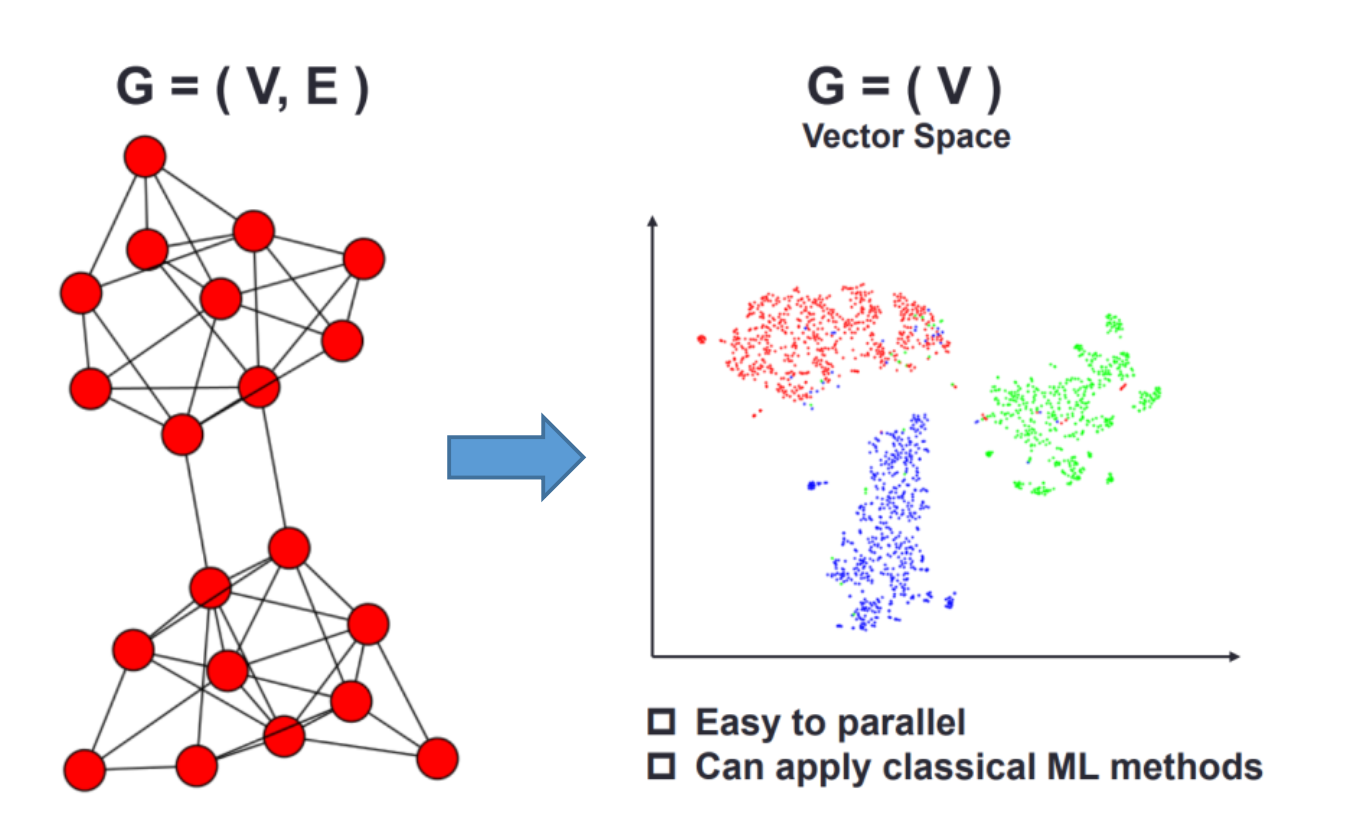 G = ( V, E )
G = ( V )
Vector Space
Easy to parallel
Can apply classical ML methods